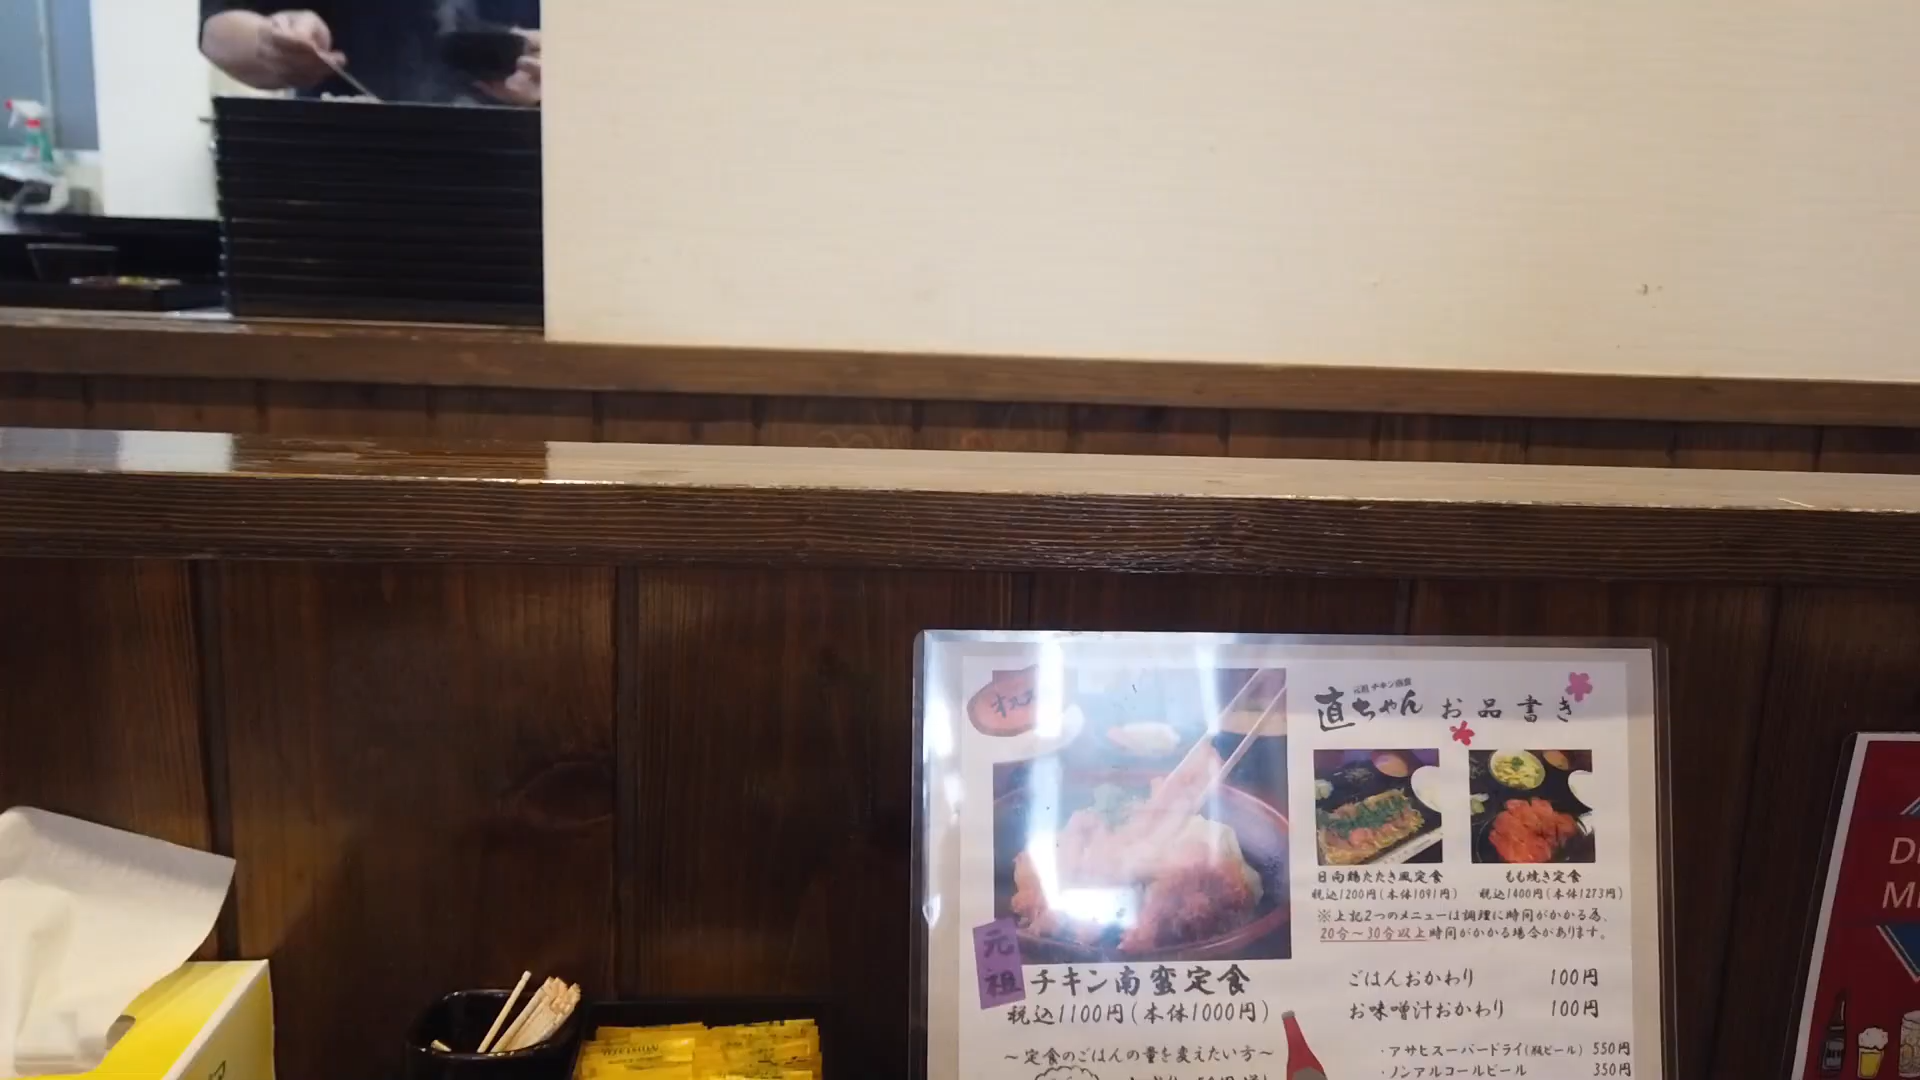 オススメ
元祖 チキン南蛮
直ちゃん お品書き
日向鶏たたき風定食
税込1200円(本体1091円)
もも焼き定食
税込1400円(本体1273円)
※上記2つのメニューは調理に時間がかかる為、
20分～30分以上時間がかかる場合があります。
元祖
チキン南蛮定食
税込1100円(本体1000円)
～定食のごはんの量を変えたい方～
ごはんおかわり 100円
お味噌汁おかわり 100円
・アサヒスーパードライ(瓶ビール) 550円
・ノンアルコールビール 350円